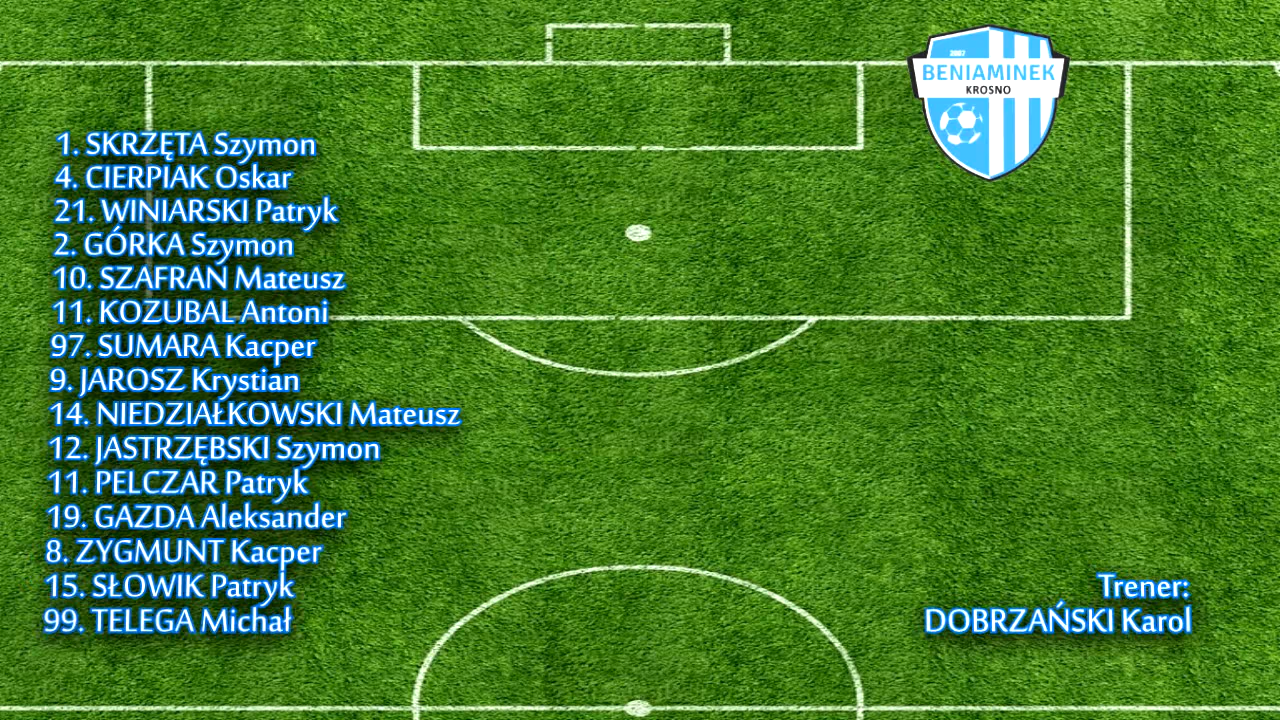 2007
BENIAMINEK
KROSNO
1. SKRZĘTA Szymon
4. CIERPIAK Oskar
21. WINIARSKI Patryk
2. GÓRKA Szymon
10. SZAFRAN Mateusz
11. KOZUBAL Antoni
97. SUMARA Kacper
9. JAROSZ Krystian
14. NIEDZIAŁKOWSKI Mateusz
12. JASTRZĘBSKI Szymon
11. PELCZAR Patryk
19. GAZDA Aleksander
8. ZYGMUNT Kacper
15. SŁOWIK Patryk
99. TELEGA Michał
Trener:
DOBRZAŃSKI Karol